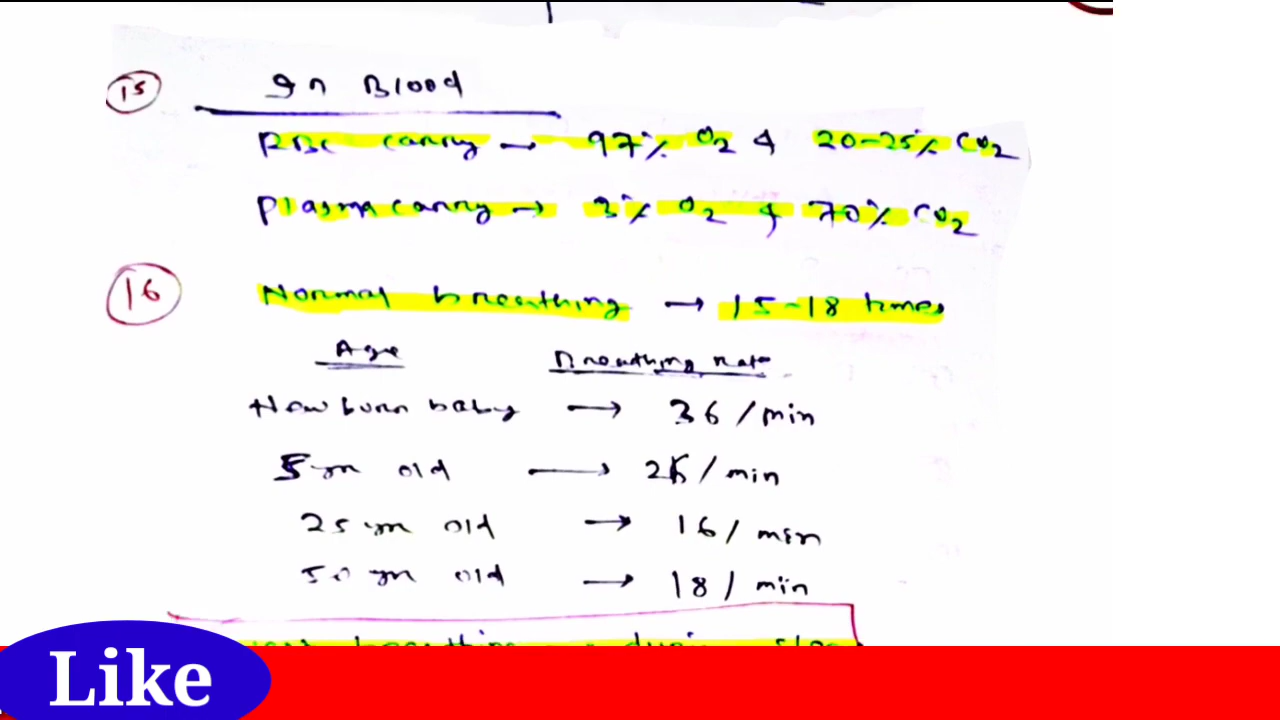 15 In Blood
RBC carry → 97% O2 & 20-25% CO2
Plasma carry → 3% O2 & 70% CO2
16 Normal breathing → 15-18 times
Age Breathing Rate
New burn baby → 36/min
5 yr old → /min
25 yr old → 16/min
50 yr old → 18/min
Like